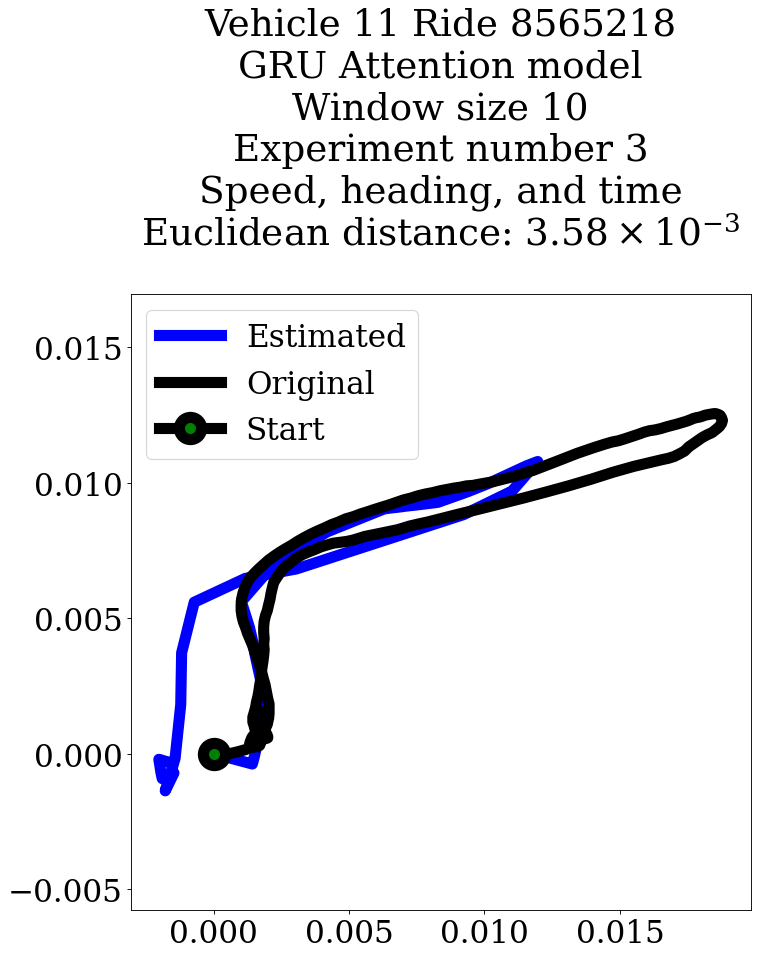 Vehicle 11 Ride 8565218
GRU Attention model
Window size 10
Experiment number 3
Speed, heading, and time
Euclidean distance: 3.58 × 10⁻³
Estimated
Original
Start
0.015
0.010
0.005
0.000
−0.005
0.000 0.005 0.010 0.015